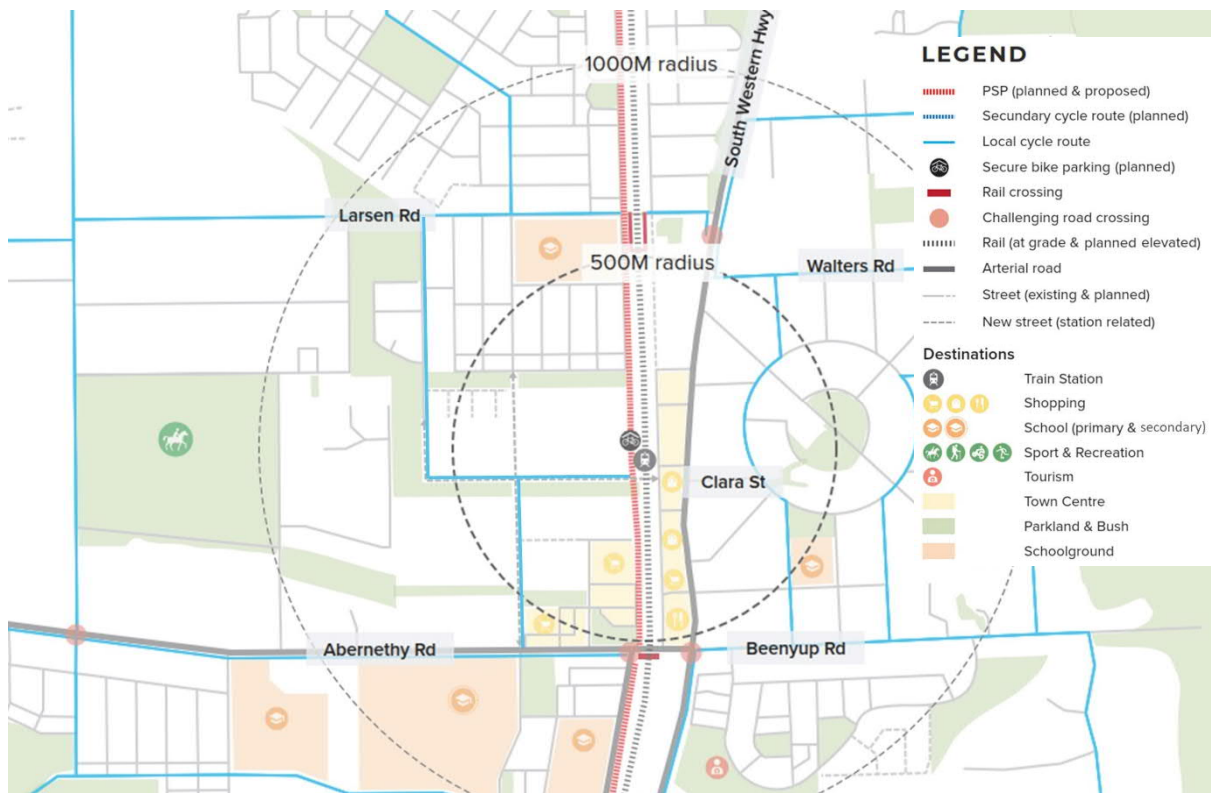 1000M radius
South Western Hwy
Larsen Rd
500M radius
Walters Rd
Clara St
Abernethy Rd
Beenyup Rd
LEGEND
PSP (planned & proposed)
Secundary cycle route (planned)
Local cycle route
Secure bike parking (planned)
Rail crossing
Challenging road crossing
Rail (at grade & planned elevated)
Arterial road
Street (existing & planned)
New street (station related)
Destinations
Train Station
Shopping
School (primary & secondary)
Sport & Recreation
Tourism
Town Centre
Parkland & Bush
Schoolground